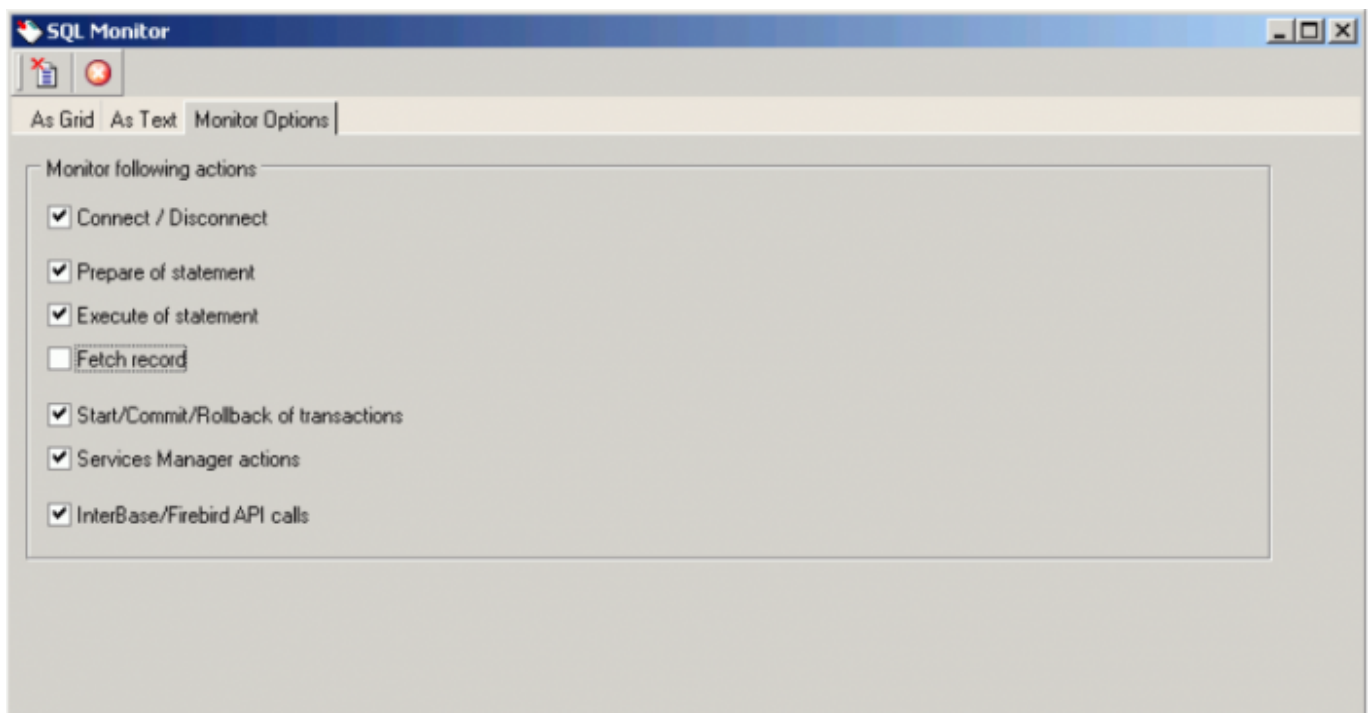 SQL Monitor
As Grid As Text Monitor Options
Monitor following actions
Connect / Disconnect
Prepare of statement
Execute of statement
Fetch record
Start/Commit/Rollback of transactions
Services Manager actions
InterBase/Firebird API calls